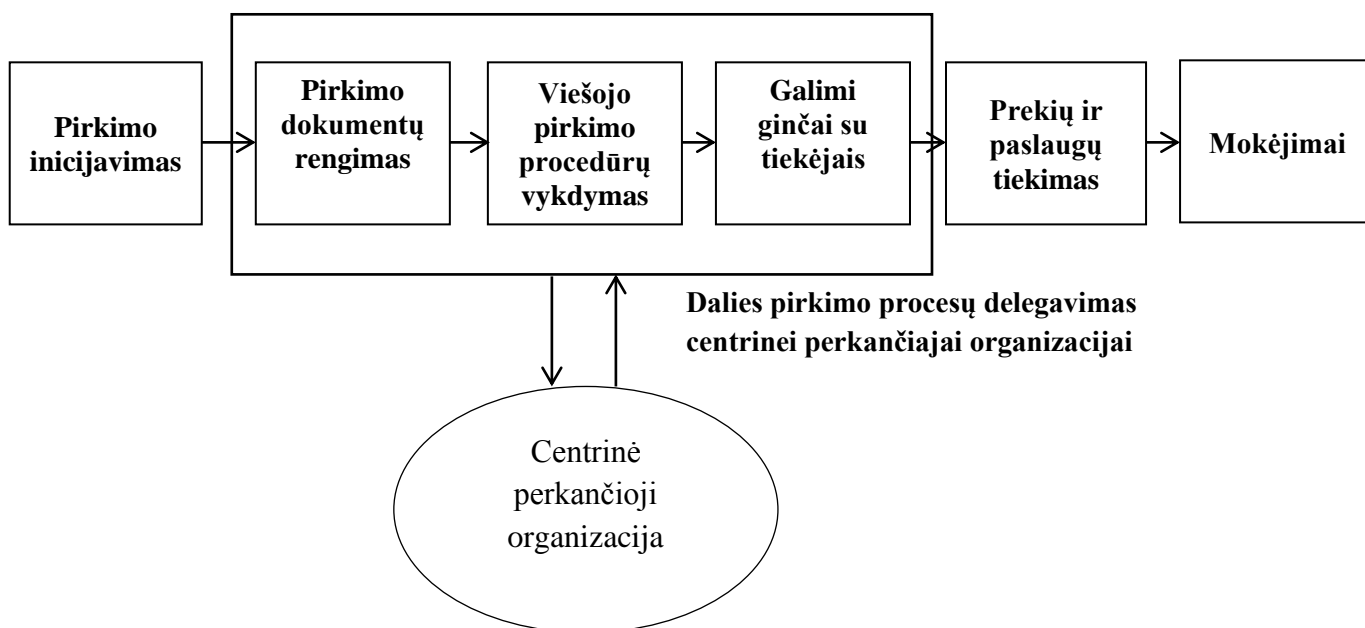 Pirkimo
inicijavimas
Pirkimo
dokumentų
rengimas
Viešojo
pirkimo
procedūrų
vykdymas
Galimi
ginčai su
tiekėjais
Prekių ir
paslaugų
tiekimas
Mokėjimai
Dalies pirkimo procesų delegavimas
centrinei perkančiajai organizacijai
Centrinė
perkančioji
organizacija